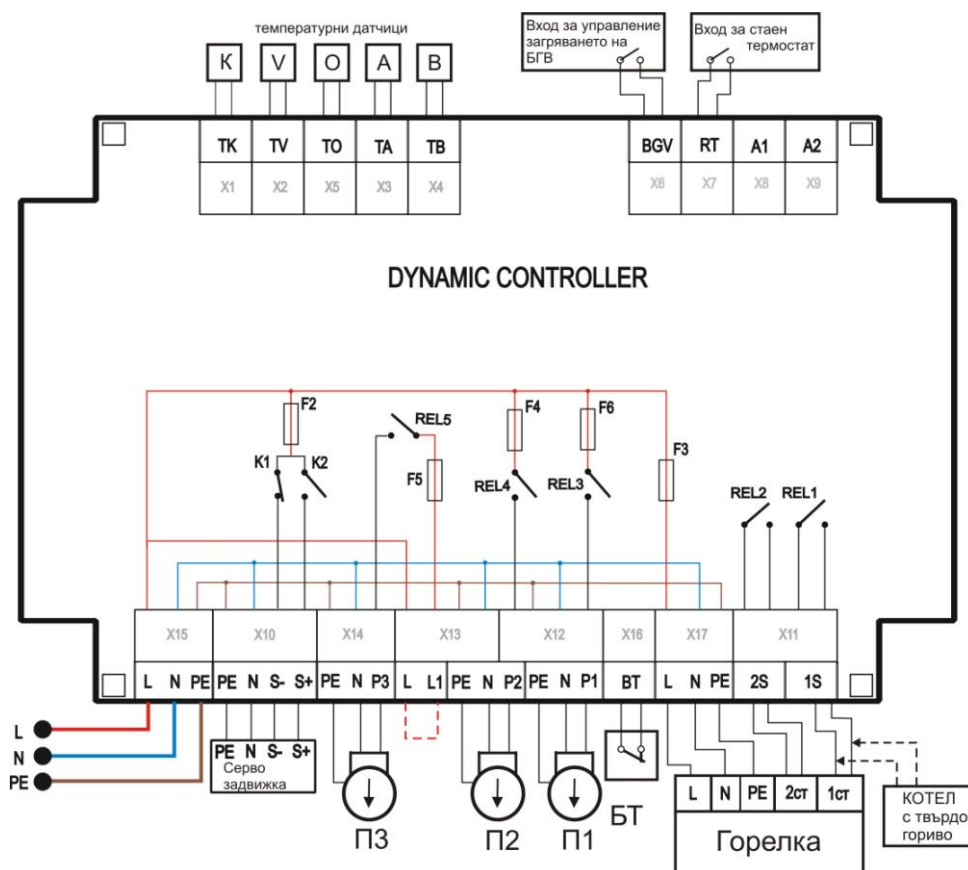 температурни датчици
K V O A B
Вход за управление
загряването на
БГВ
Вход за стаен
термостат
TK TV TO TA TB
X1 X2 X5 X3 X4
BGV RT A1 A2
X6 X7 X8 X9
DYNAMIC CONTROLLER
F2
F4
F6
REL5
F3
K1 K2
F5
REL4
REL3
REL2 REL1
X15 X10 X14 X13 X12 X16 X17 X11
L N PE PE N S- S+ PE N P3 L L1 PE N P2 PE N P1 BT L N PE 2S 1S
L
N
PE
PE N S- S+
Серво
задвижка
П3
П2
П1
БТ
L N PE 2ст 1ст
Горелка
КОТЕЛ
с твърдо
гориво